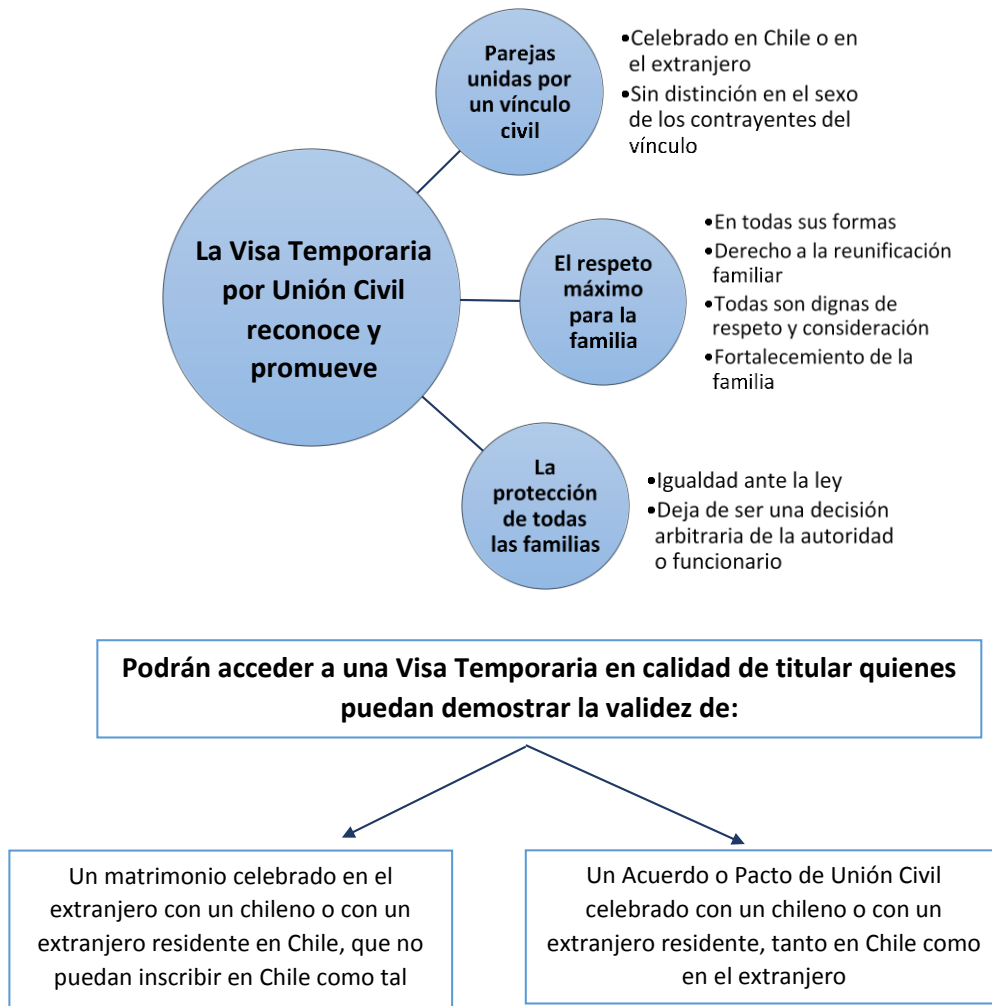 La Visa Temporaria
por Unión Civil
reconoce y
promueve
Parejas
unidas por
un vínculo
civil
•Celebrado en Chile o en
el extranjero
•Sin distinción en el sexo
de los contrayentes del
vínculo
El respeto
máximo
para la
familia
•En todas sus formas
•Derecho a la reunificación
familiar
•Todas son dignas de
respeto y consideración
•Fortalecemiento de la
familia
La
protección
de todas
las familias
•Igualdad ante la ley
•Deja de ser una decisión
arbitraria de la autoridad
o funcionario
Podrán acceder a una Visa Temporaria en calidad de titular quienes
puedan demostrar la validez de:
Un matrimonio celebrado en el
extranjero con un chileno o con un
extranjero residente en Chile, que no
puedan inscribir en Chile como tal
Un Acuerdo o Pacto de Unión Civil
celebrado con un chileno o con un
extranjero residente, tanto en Chile como
en el extranjero